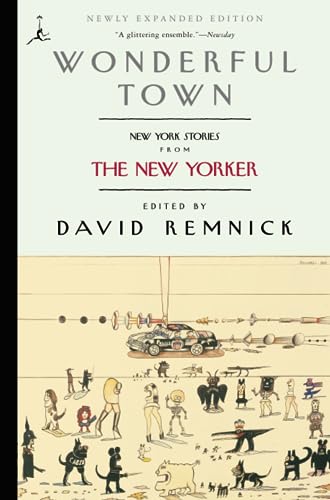 NEWLY EXPANDED EDITION
"A glittering ensemble."—Newsday
WONDERFUL
TOWN
NEW YORK STORIES
FROM
THE NEW YORKER
EDITED BY
DAVID REMNICK